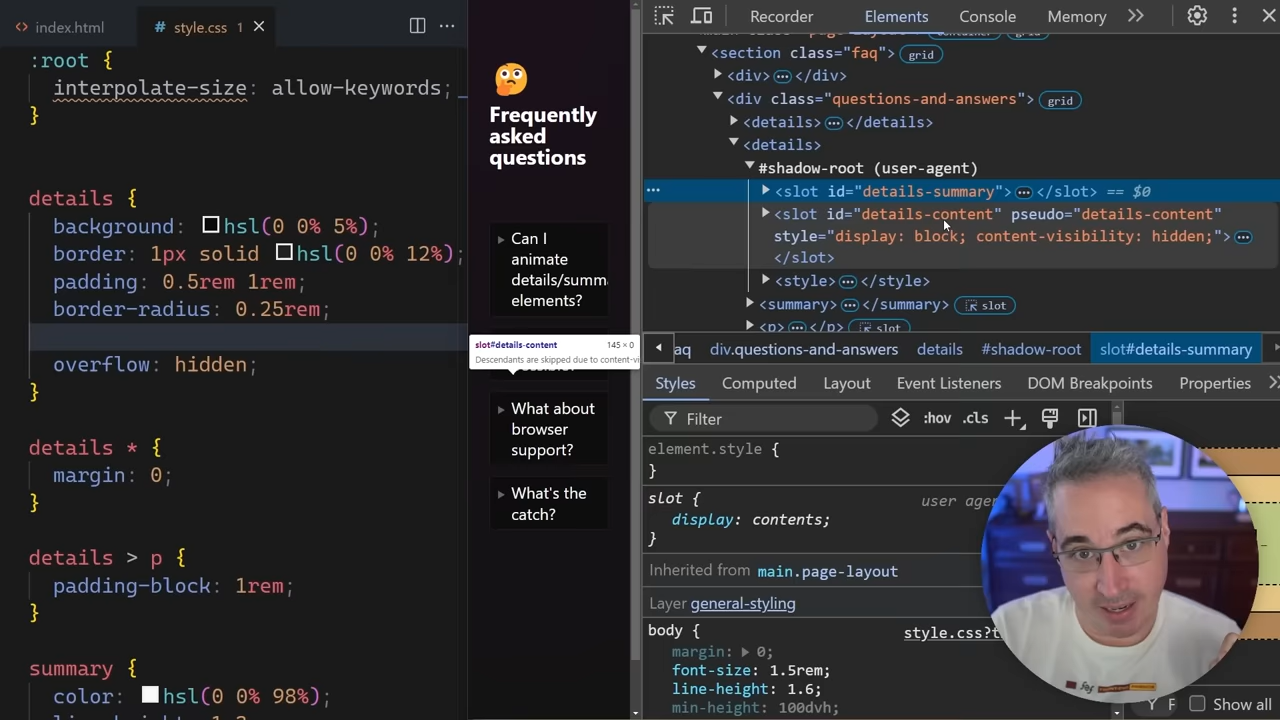 index.html
# style.css 1
:root {
interpolate-size: allow-keywords;
}
details {
background: hsl(0 0% 5%);
border: 1px solid hsl(0 0% 12%);
padding: 0.5rem 1rem;
border-radius: 0.25rem;
overflow: hidden;
}
details * {
margin: 0;
}
details > p {
padding-block: 1rem;
}
summary {
color: hsl(0 0% 98%);
Frequently
asked
questions
Can I
animate
details/summa
elements?
slot#details-content 145 × 0
Descendants are skipped due to content-vi
What about
browser
support?
What's the
catch?
Recorder Elements Console Memory
<section class="faq"> grid
<div> ⋯ </div>
<div class="questions-and-answers"> grid
<details> ⋯ </details>
<details>
#shadow-root (user-agent)
<slot id="details-summary"> ⋯ </slot> == $0
<slot id="details-content" pseudo="details-content"
style="display: block; content-visibility: hidden;"> ⋯
</slot>
<style> ⋯ </style>
<summary> ⋯ </summary> slot
<p> ⋯ </p> slot
aq div.questions-and-answers details #shadow-root slot#details-summary
Styles Computed Layout Event Listeners DOM Breakpoints Properties
Filter :hov .cls
element.style {
}
slot { user agen
display: contents;
}
Inherited from main.page-layout
Layer general-styling
body { style.css?t
margin: 0;
font-size: 1.5rem;
line-height: 1.6;
min-height: 100dvh;
Show all